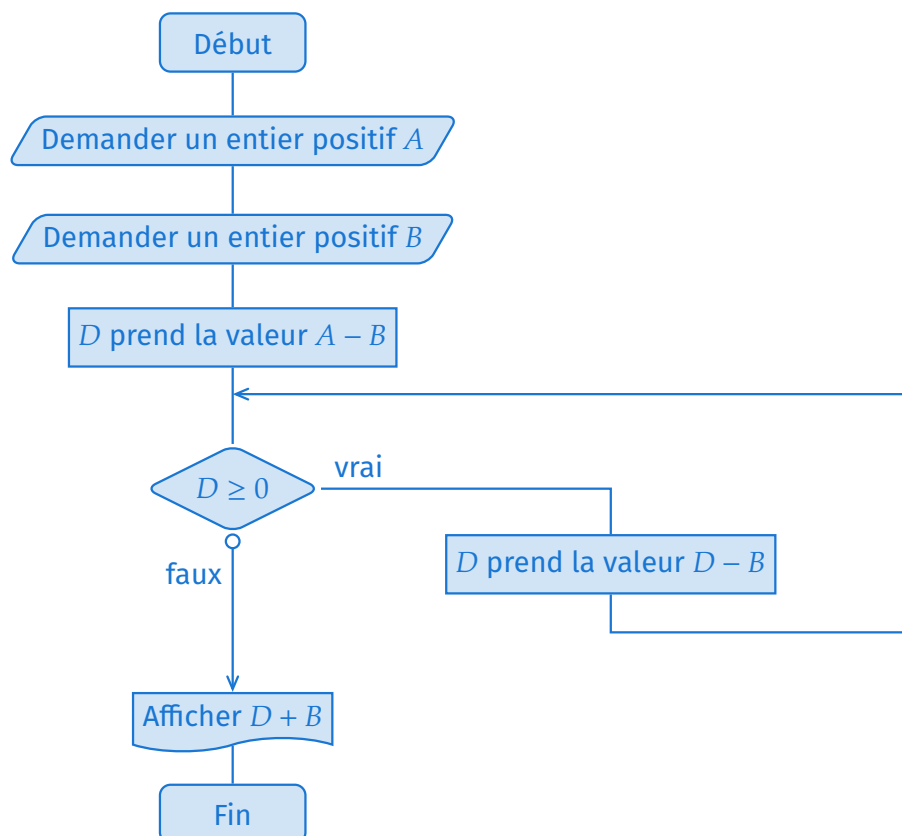 Début
Demander un entier positif A
Demander un entier positif B
D prend la valeur A − B
D ≥ 0
vrai
D prend la valeur D − B
faux
Afficher D + B
Fin